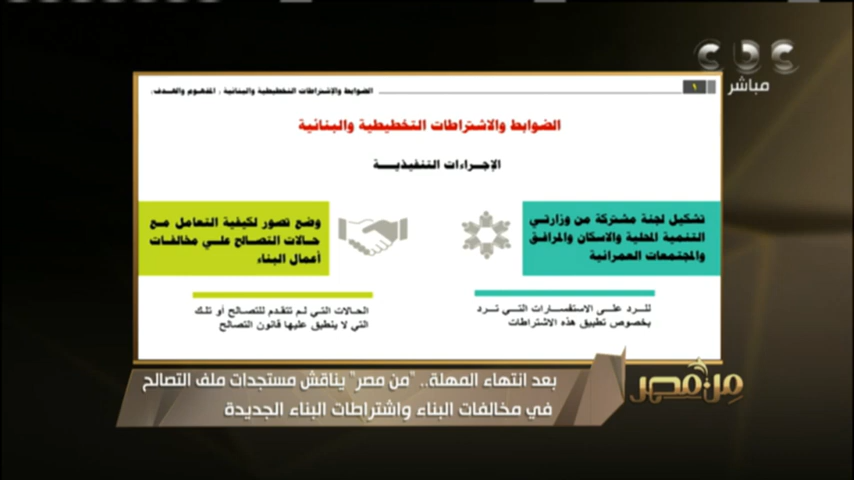 cbc
مباشر
الضوابط والإشتراطات التخطيطية والبنائية ؛ المفهوم والهدف؛
١
الضوابط والاشتراطات التخطيطية والبنائية
الإجراءات التنفيذية
تشكيل لجنة مشتركة من وزارتي
التنمية المحلية والاسكان والمرافق
والمجتمعات العمرانية
للرد على الاستفسارات التي ترد
بخصوص تطبيق هذه الاشتراطات
وضع تصور لكيفية التعامل مع
حالات التصالح علي مخالفات
أعمال البناء
الحالات التي لم تتقدم للتصالح أو تلك
التي لا ينطبق عليها قانون التصالح
بعد انتهاء المهلة.. "من مصر" يناقش مستجدات ملف التصالح
في مخالفات البناء واشتراطات البناء الجديدة
من مصر